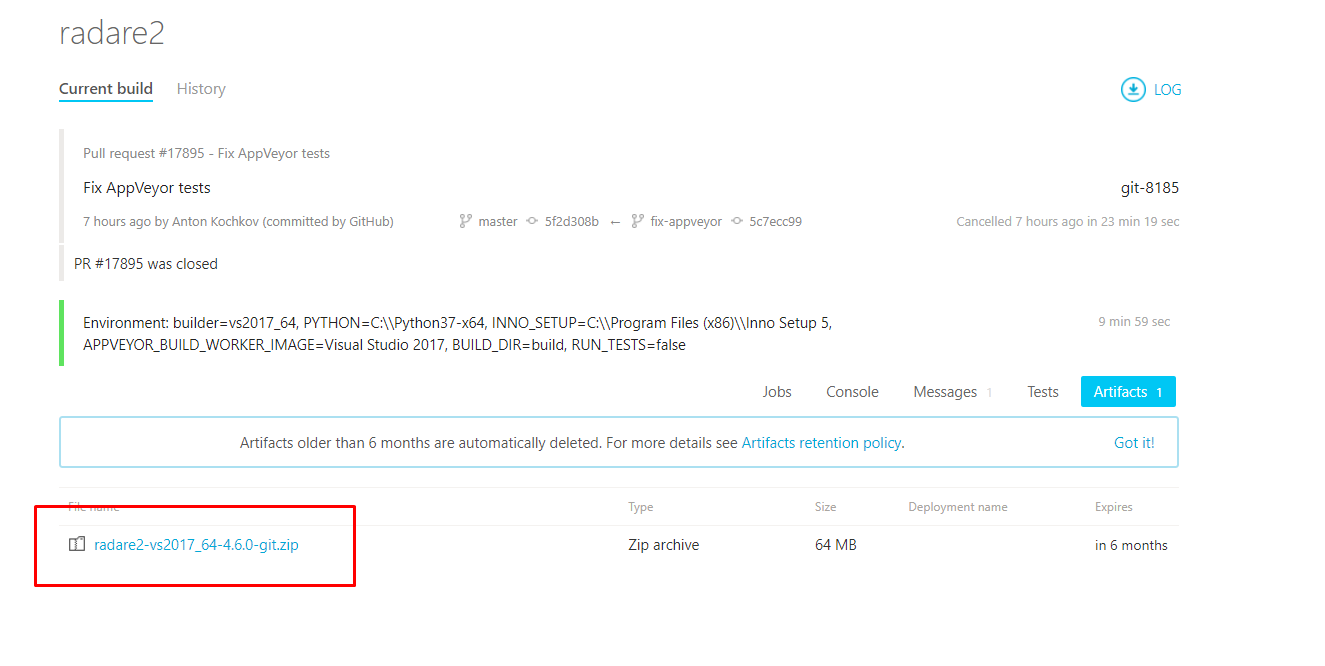 radare2
Current build History
LOG
Pull request #17895 - Fix AppVeyor tests
Fix AppVeyor tests git-8185
7 hours ago by Anton Kochkov (committed by GitHub) master 5f2d308b ← fix-appveyor 5c7ecc99 Cancelled 7 hours ago in 23 min 19 sec
PR #17895 was closed
Environment: builder=vs2017_64, PYTHON=C:\\Python37-x64, INNO_SETUP=C:\\Program Files (x86)\\Inno Setup 5, 9 min 59 sec
APPVEYOR_BUILD_WORKER_IMAGE=Visual Studio 2017, BUILD_DIR=build, RUN_TESTS=false
Jobs Console Messages 1 Tests Artifacts 1
Artifacts older than 6 months are automatically deleted. For more details see Artifacts retention policy. Got it!
File name Type Size Deployment name Expires
radare2-vs2017_64-4.6.0-git.zip Zip archive 64 MB in 6 months